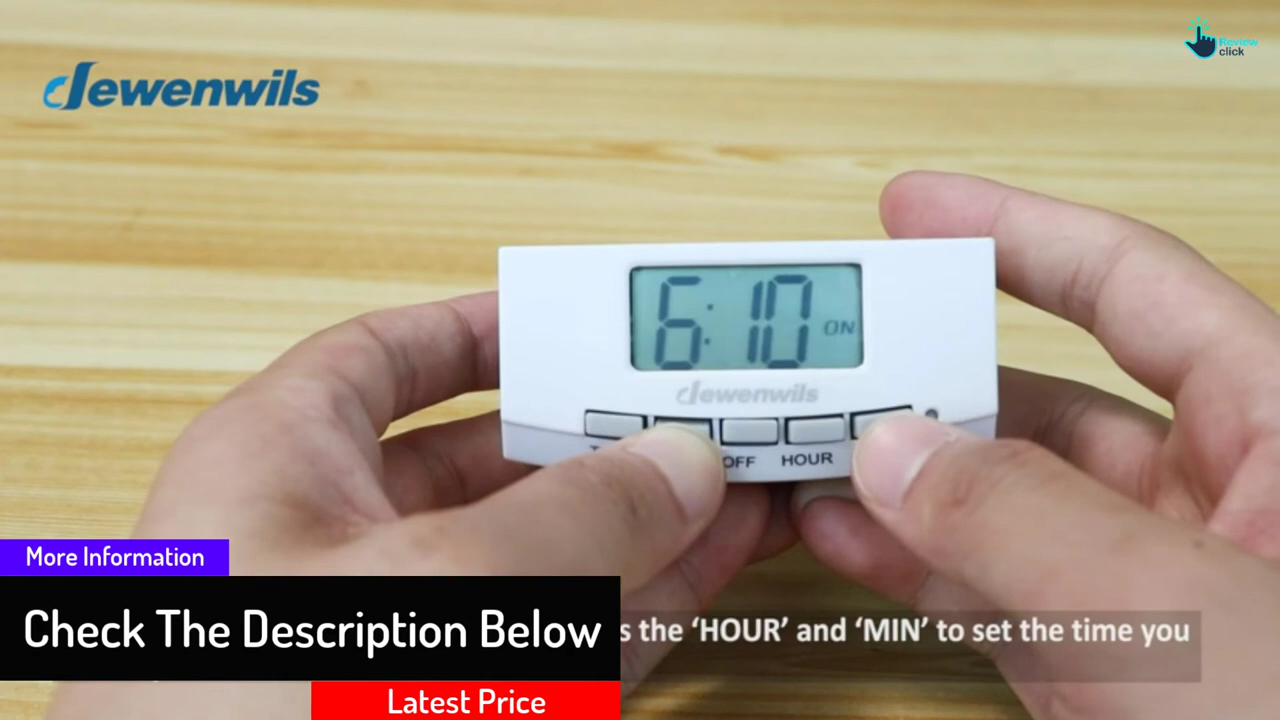 Review
click
dewenwils
6:10
ON
dewenwils
OFF HOUR
More Information
Check The Description Below
s the ‘HOUR’ and ‘MIN’ to set the time you
Latest Price